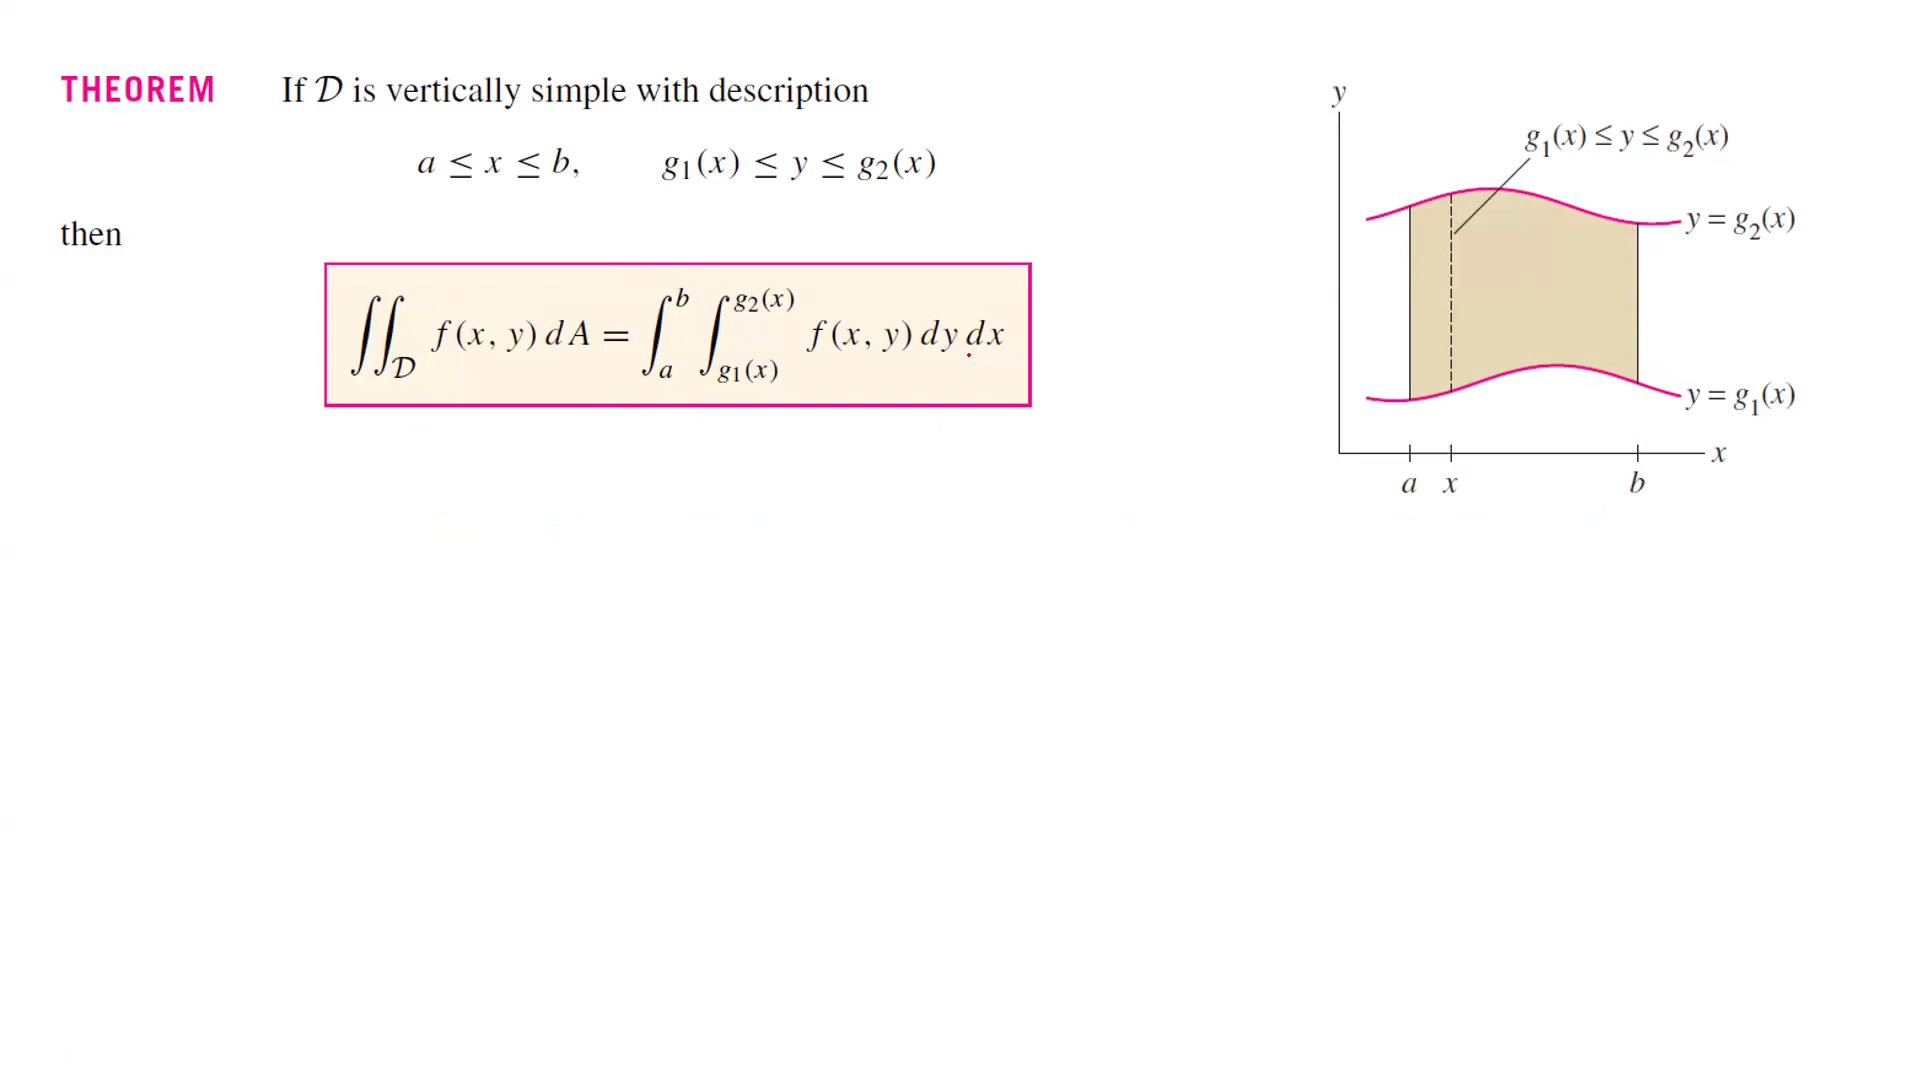 THEOREM If 𝒟 is vertically simple with description
a ≤ x ≤ b, g₁(x) ≤ y ≤ g₂(x)
then
∬_𝒟 f(x, y) dA = ∫_a^b ∫_{g₁(x)}^{g₂(x)} f(x, y) dy dx
y
g₁(x) ≤ y ≤ g₂(x)
y = g₂(x)
y = g₁(x)
x
a x b